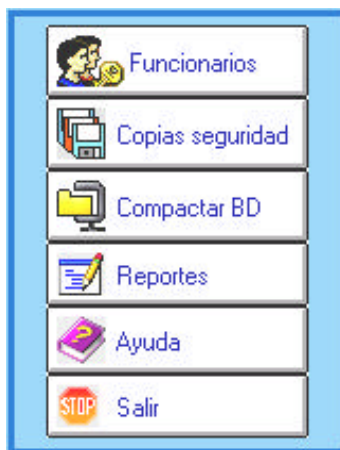 Funcionarios
Copias seguridad
Compactar BD
Reportes
Ayuda
STOP Salir